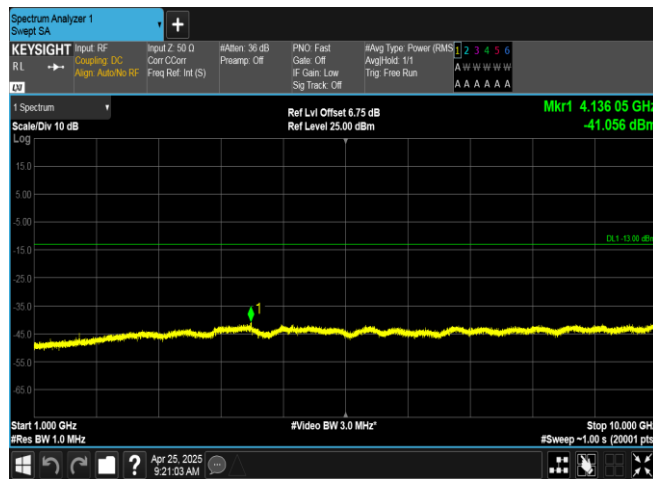 Spectrum Analyzer 1
Swept SA
+
KEYSIGHT Input: RF Input Z: 50 Ω #Atten: 36 dB PNO: Fast #Avg Type: Power (RMS 1 2 3 4 5 6
RL Coupling: DC Corr CCorr Preamp: Off Gate: Off Avg|Hold: 1/1 A W W W W W
Align: Auto/No RF Freq Ref: Int (S) IF Gain: Low Trig: Free Run
LXI Sig Track: Off A A A A A A
1 Spectrum
Ref Lvl Offset 6.75 dB Mkr1 4.136 05 GHz
Scale/Div 10 dB Ref Level 25.00 dBm -41.056 dBm
Log
15.0
5.00
-5.00
DL1 -13.00 dBm
-15.0
-25.0
-35.0
1
-45.0
-55.0
-65.0
Start 1.000 GHz #Video BW 3.0 MHz* Stop 10.000 GHz
#Res BW 1.0 MHz #Sweep ~1.00 s (20001 pts
? Apr 25, 2025
9:21:03 AM